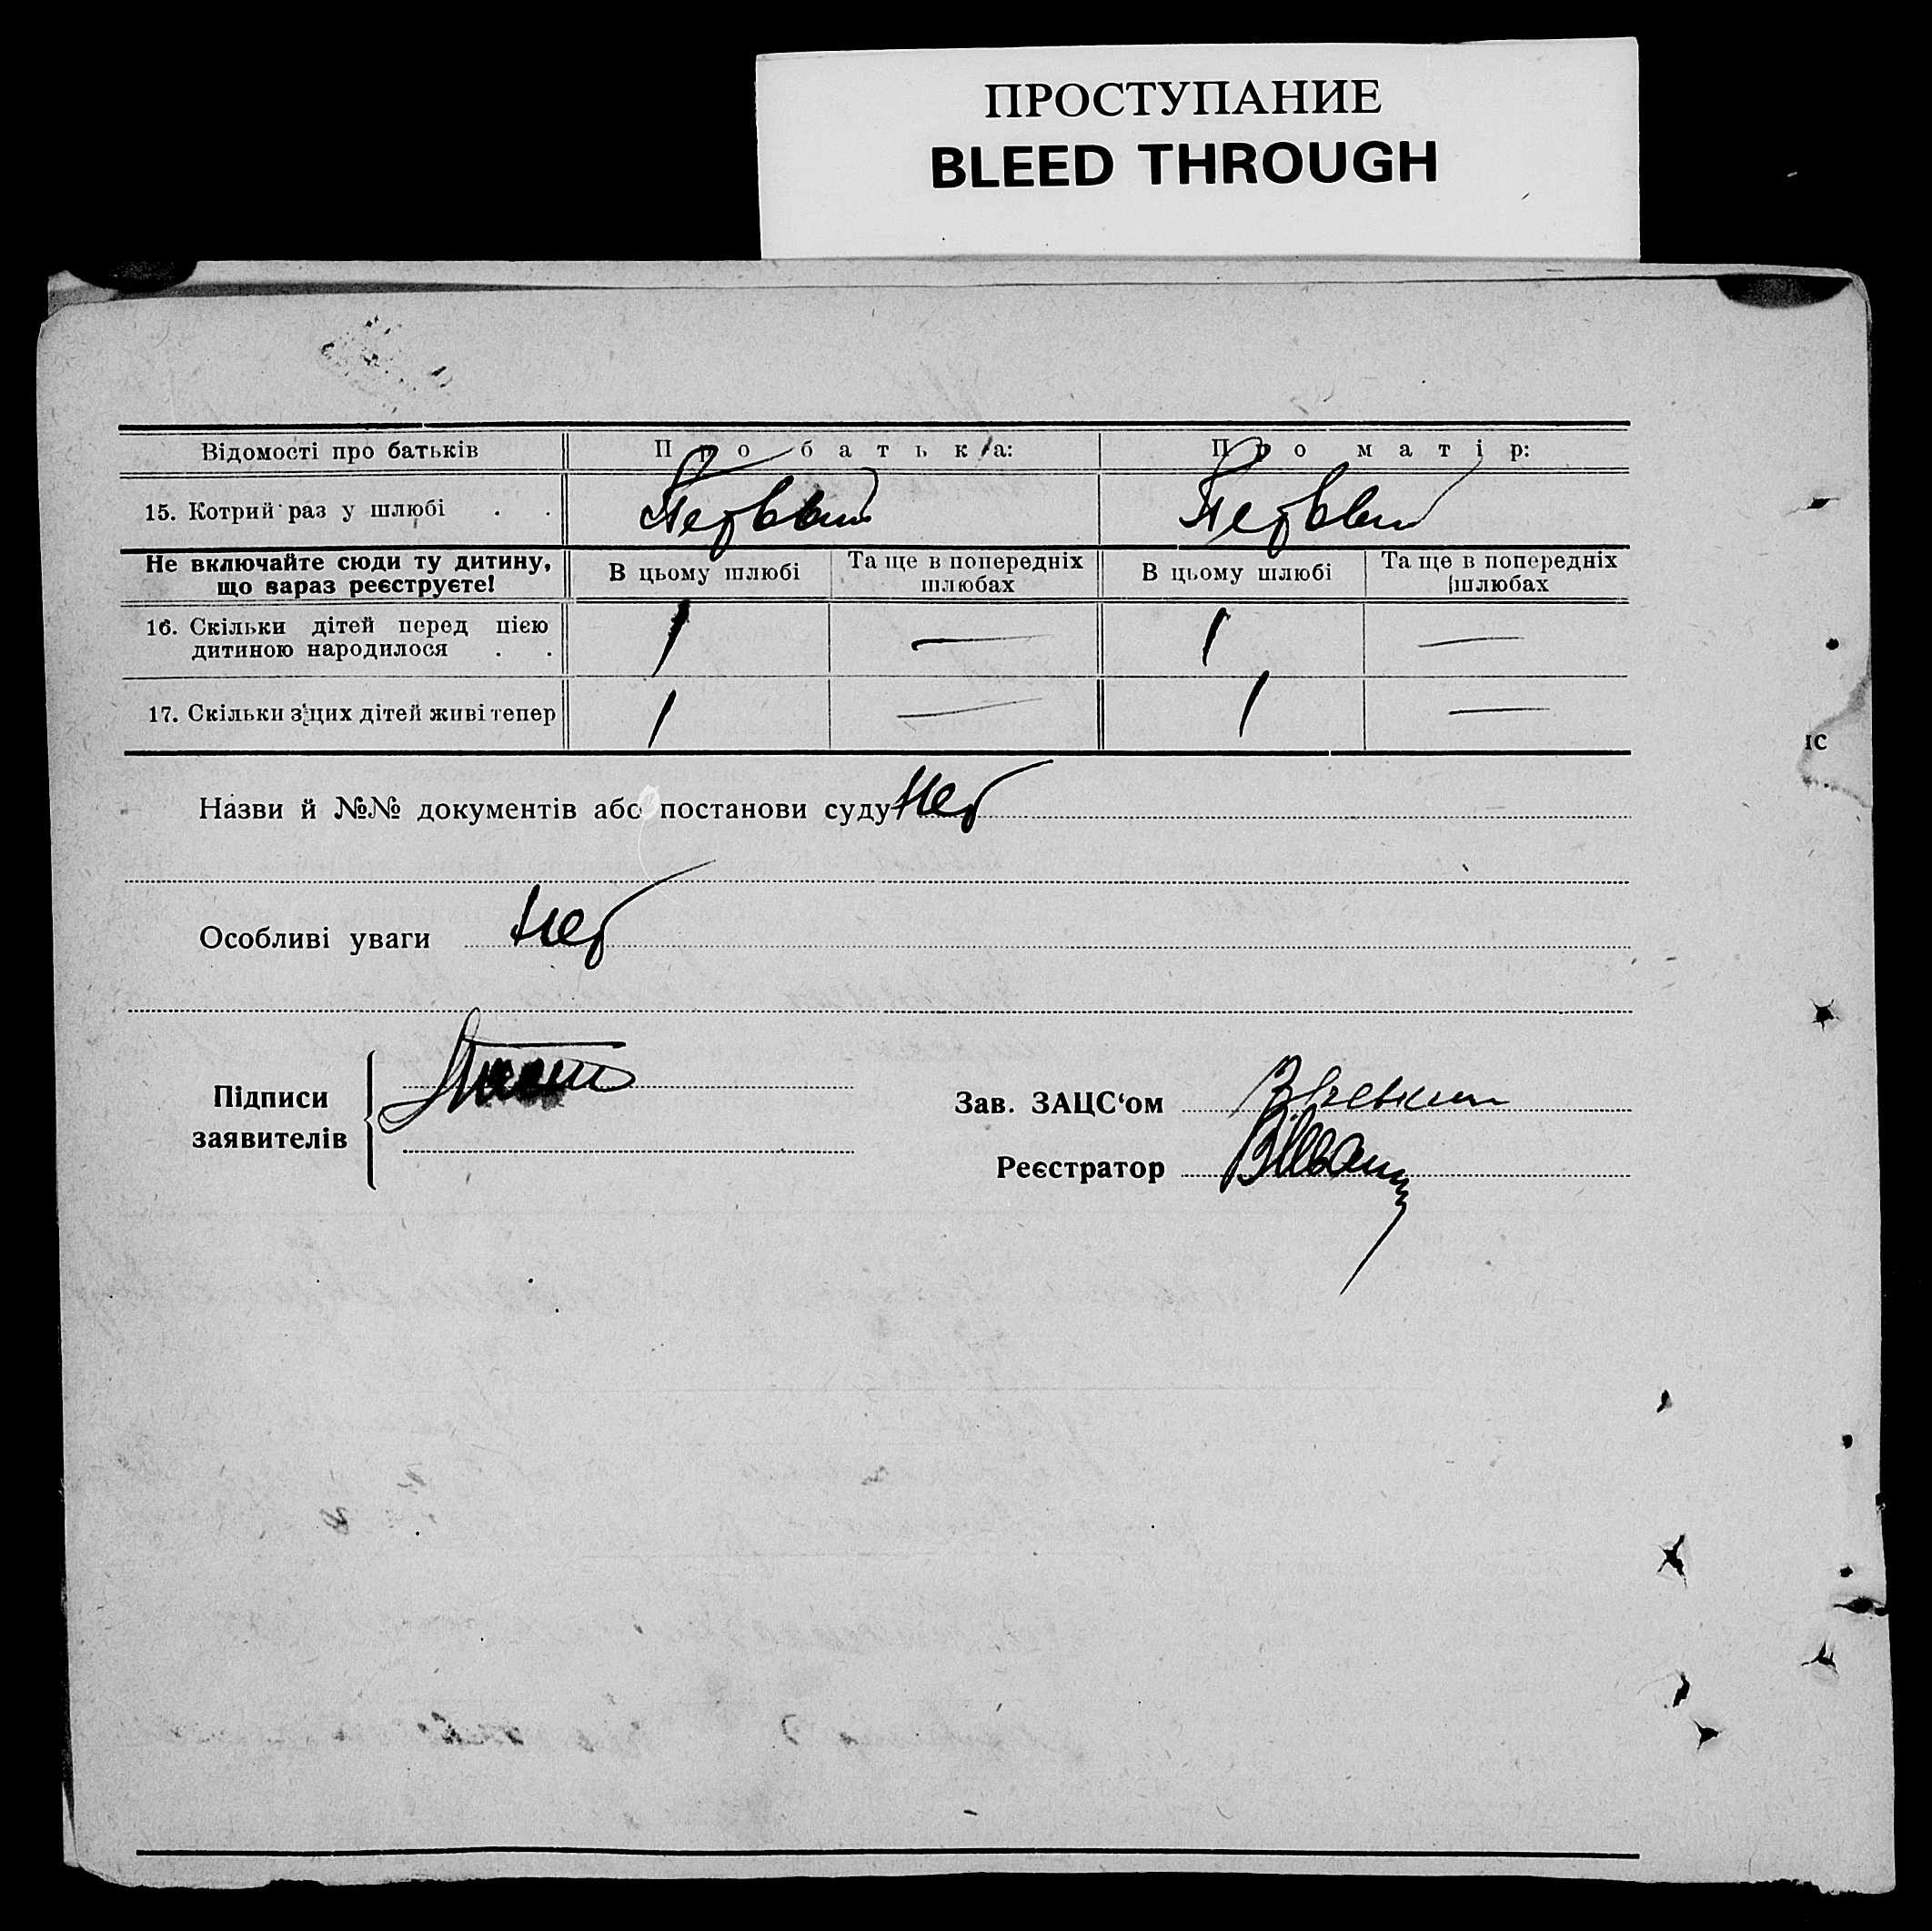 ПРОСТУПАНИЕ
BLEED THROUGH
Відомості про батьків Про батька: Про матір:
15. Котрий раз у шлюбі . . Первый Первый
Не включайте сюди ту дитину, що зараз реєструєте! В цьому шлюбі Та ще в попередніх шлюбах В цьому шлюбі Та ще в попередніх шлюбах
16. Скільки дітей перед цією дитиною народилося . . 1 — 1 —
17. Скільки з'цих дітей живі тепер 1 — 1 —
ис
Назви й №№ документів або постанови суду Нет
Особливі уваги Нет
Підписи заявителів
Зав. ЗАЦС‘ом
Реєстратор